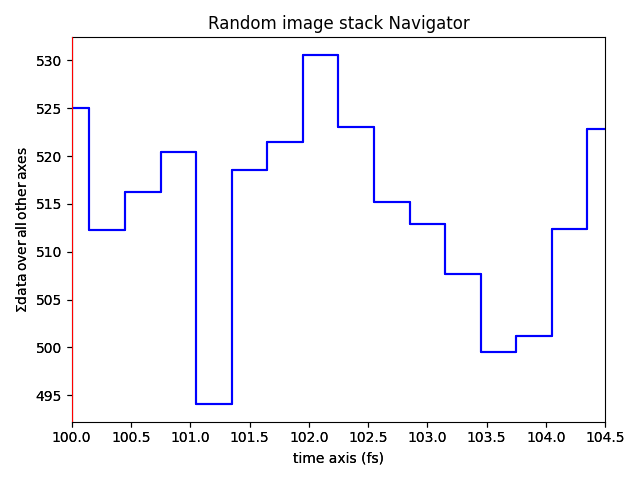 Random image stack Navigator
530
525
520
515
510
505
500
495
Σdata over all other axes
100.0 100.5 101.0 101.5 102.0 102.5 103.0 103.5 104.0 104.5
time axis (fs)